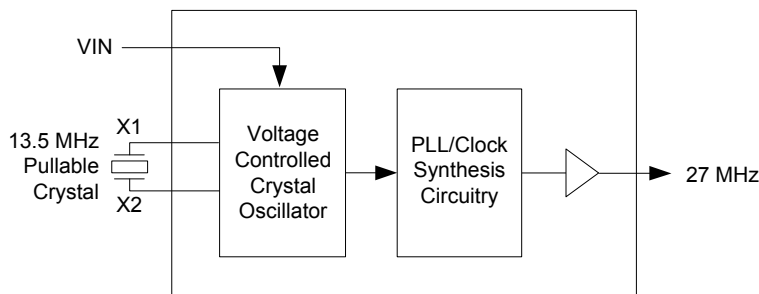 VIN
13.5 MHz
Pullable
Crystal
X1
X2
Voltage
Controlled
Crystal
Oscillator
PLL/Clock
Synthesis
Circuitry
27 MHz